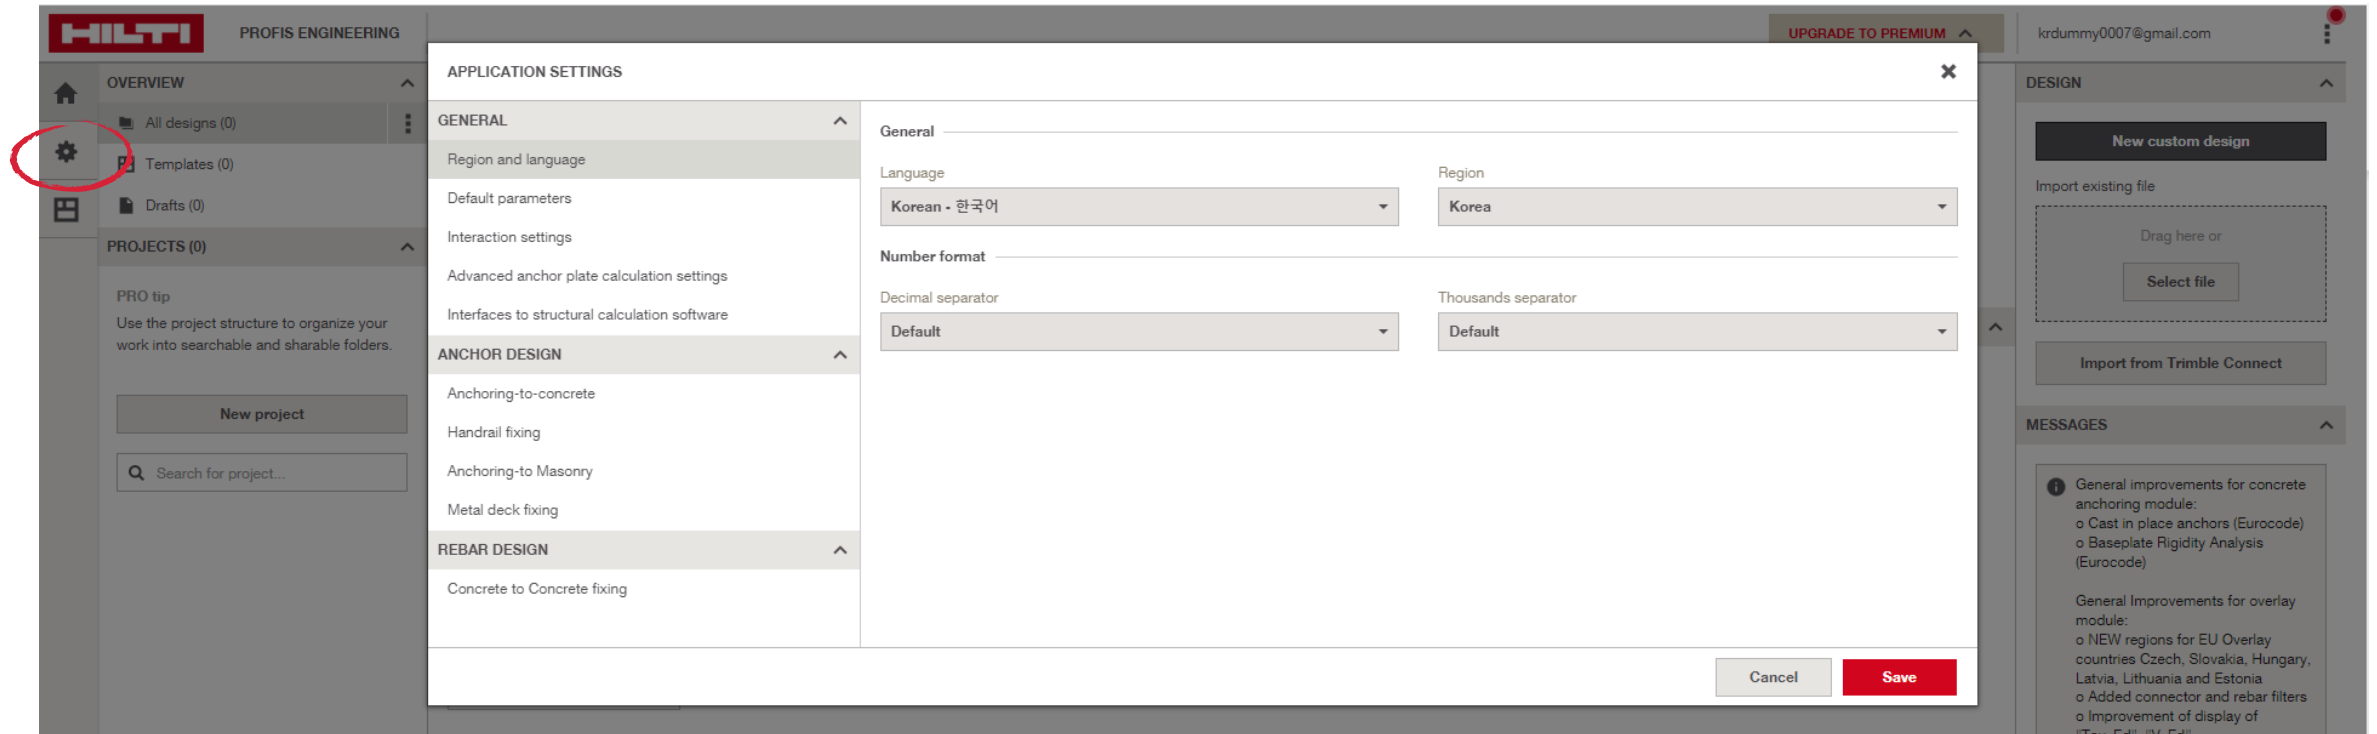 HILTI
PROFIS ENGINEERING
UPGRADE TO PREMIUM
krdummy0007@gmail.com
OVERVIEW
All designs (0)
Templates (0)
Drafts (0)
PROJECTS (0)
PRO tip
Use the project structure to organize your
work into searchable and sharable folders.
New project
Search for project...
APPLICATION SETTINGS
GENERAL
Region and language
Default parameters
Interaction settings
Advanced anchor plate calculation settings
Interfaces to structural calculation software
ANCHOR DESIGN
Anchoring-to-concrete
Handrail fixing
Anchoring-to Masonry
Metal deck fixing
REBAR DESIGN
Concrete to Concrete fixing
General
Language
Region
Korean - 한국어
Korea
Number format
Decimal separator
Thousands separator
Default
Default
Cancel
Save
DESIGN
New custom design
Import existing file
Drag here or
Select file
Import from Trimble Connect
MESSAGES
General improvements for concrete
anchoring module:
o Cast in place anchors (Eurocode)
o Baseplate Rigidity Analysis
(Eurocode)
General Improvements for overlay
module:
o NEW regions for EU Overlay
countries Czech, Slovakia, Hungary,
Latvia, Lithuania and Estonia
o Added connector and rebar filters
o Improvement of display of